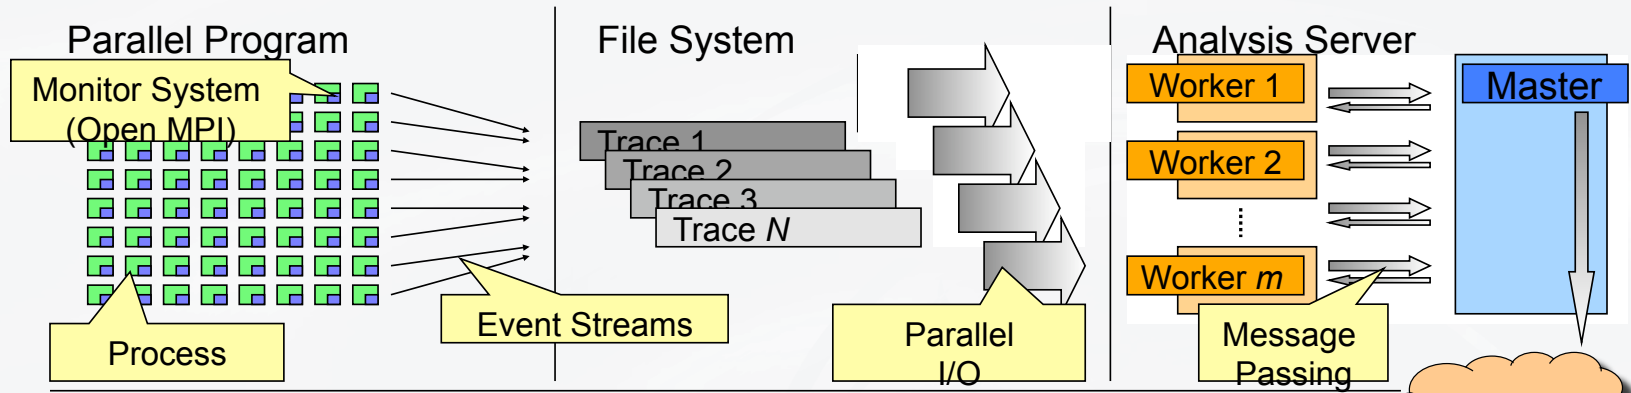 Parallel Program
Monitor System
(Open MPI)
Process
Event Streams
File System
Trace 1
Trace 2
Trace 3
Trace N
Parallel
I/O
Analysis Server
Worker 1
Worker 2
Worker m
Message
Passing
Master